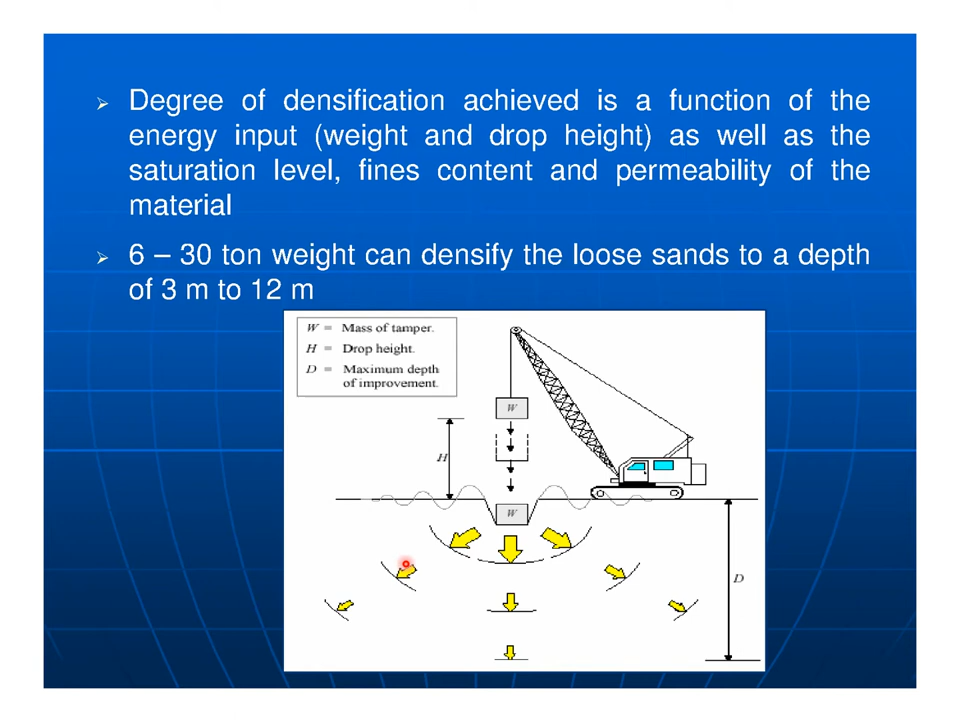 Degree of densification achieved is a function of the
energy input (weight and drop height) as well as the
saturation level, fines content and permeability of the
material
6 – 30 ton weight can densify the loose sands to a depth
of 3 m to 12 m
W = Mass of tamper.
H = Drop height.
D = Maximum depth
of improvement.
W
H
W
D